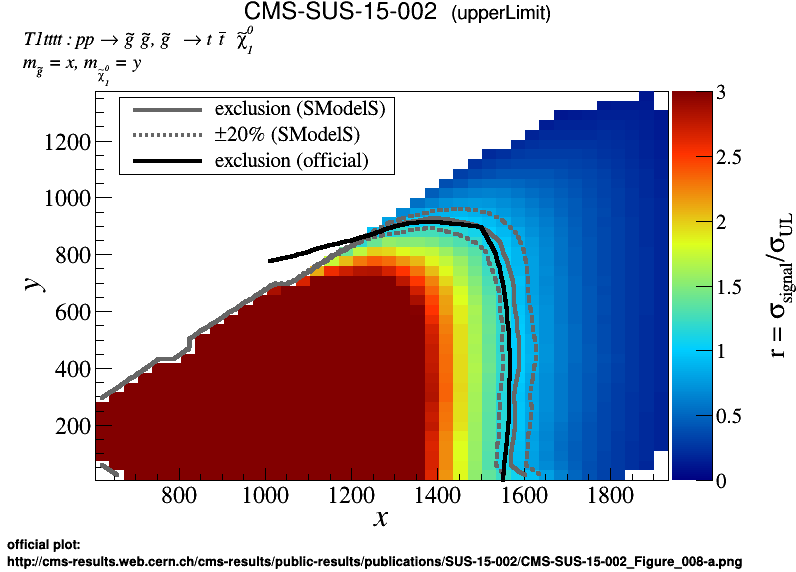 CMS-SUS-15-002 (upperLimit)
T1tttt : pp → g̃ g̃, g̃ → t t̄ χ̃⁰₁
m_g̃ = x, m_χ̃⁰₁ = y
exclusion (SModelS)
±20% (SModelS)
exclusion (official)
1200
1000
800
600
400
200
y
800 1000 1200 1400 1600 1800
x
3
2.5
2
1.5
1
0.5
0
r = σ_signal/σ_UL
official plot:
http://cms-results.web.cern.ch/cms-results/public-results/publications/SUS-15-002/CMS-SUS-15-002_Figure_008-a.png